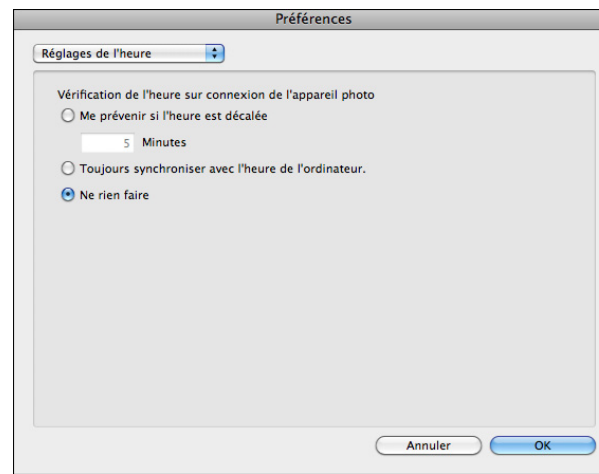 Préférences
Réglages de l'heure
Vérification de l'heure sur connexion de l'appareil photo
Me prévenir si l'heure est décalée
5 Minutes
Toujours synchroniser avec l'heure de l'ordinateur.
Ne rien faire
Annuler OK